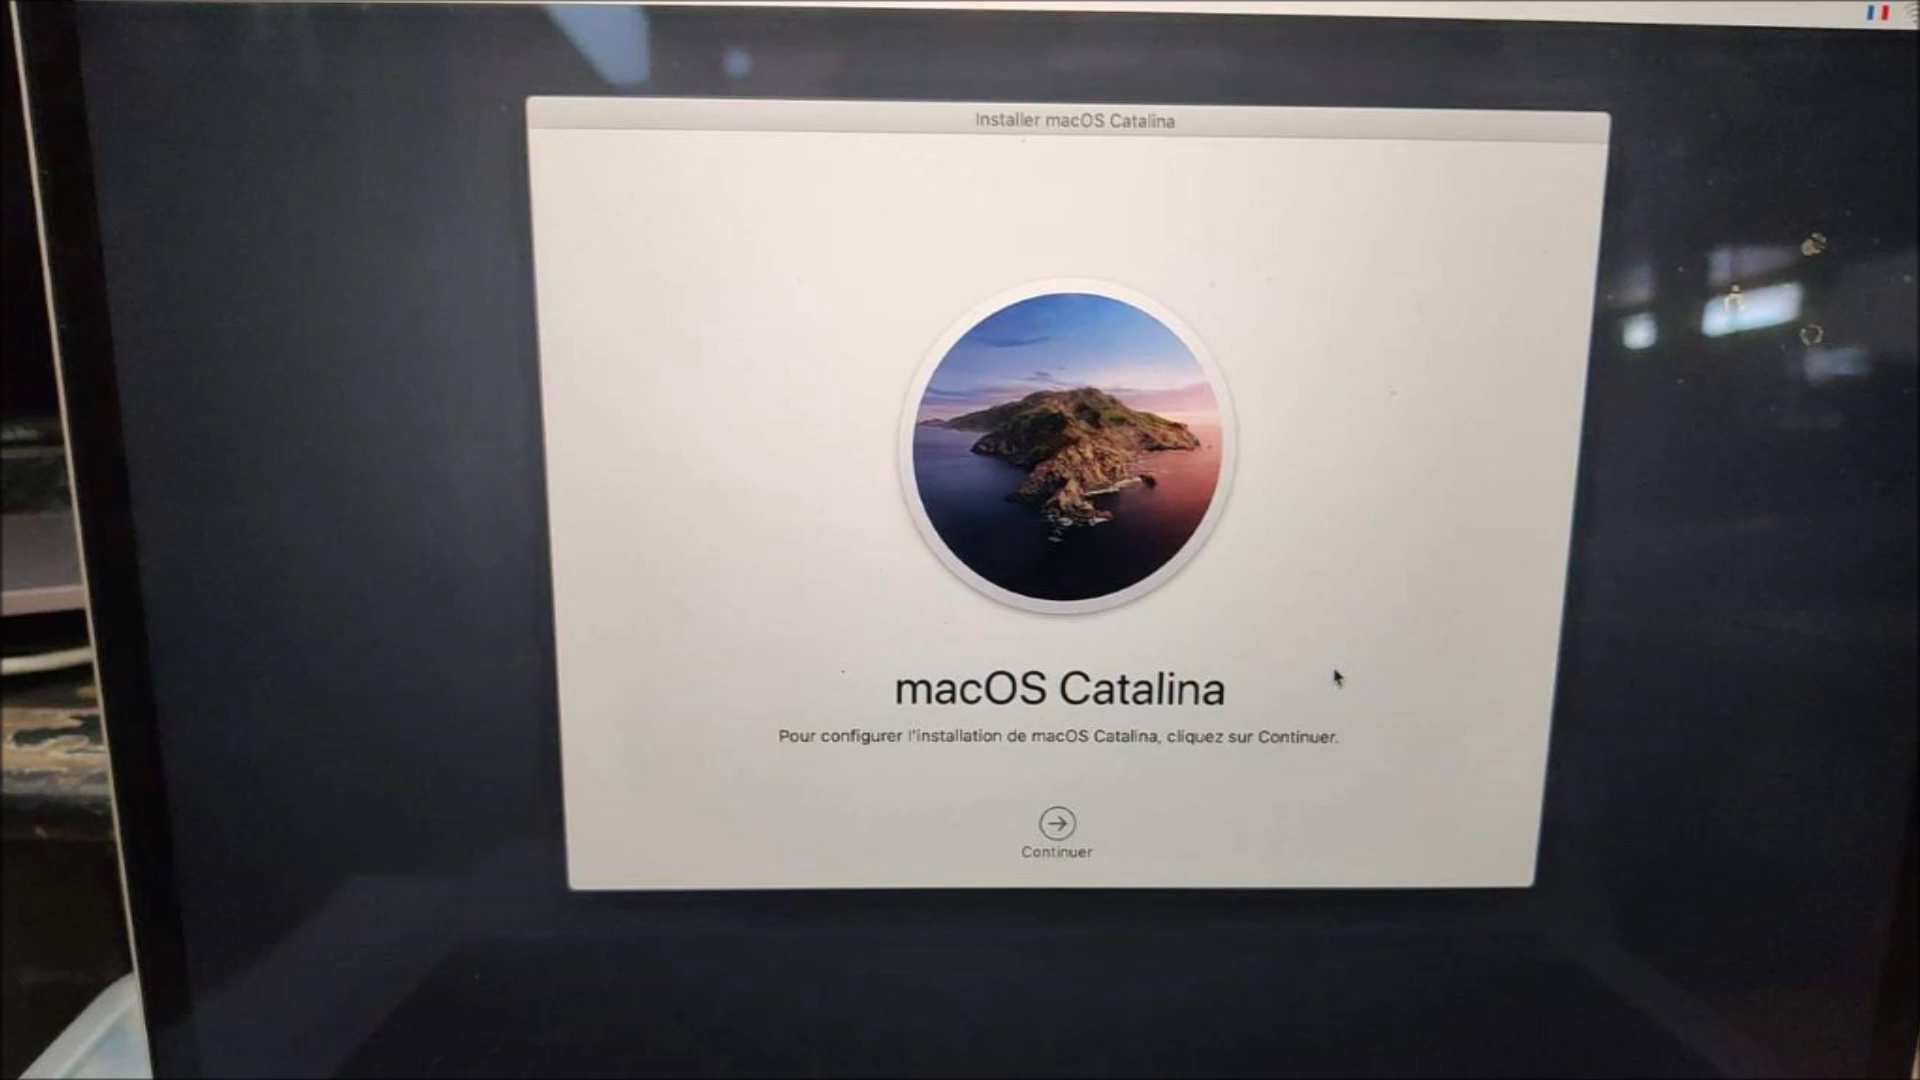 Installer macOS Catalina
macOS Catalina
Pour configurer l'installation de macOS Catalina, cliquez sur Continuer.
Continuer